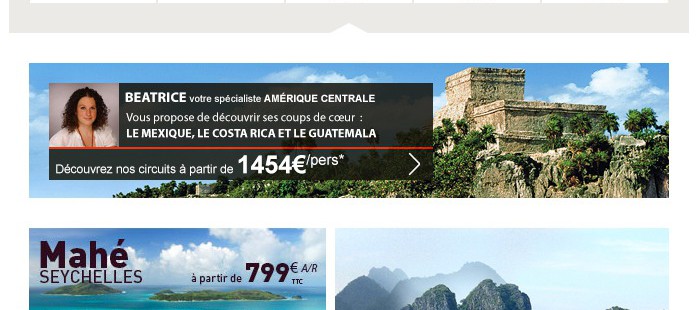 BEATRICE votre spécialiste AMÉRIQUE CENTRALE
Vous propose de découvrir ses coups de cœur :
LE MEXIQUE, LE COSTA RICA ET LE GUATEMALA
Découvrez nos circuits à partir de 1454€/pers*
Mahé
SEYCHELLES
à partir de 799€ A/R TTC